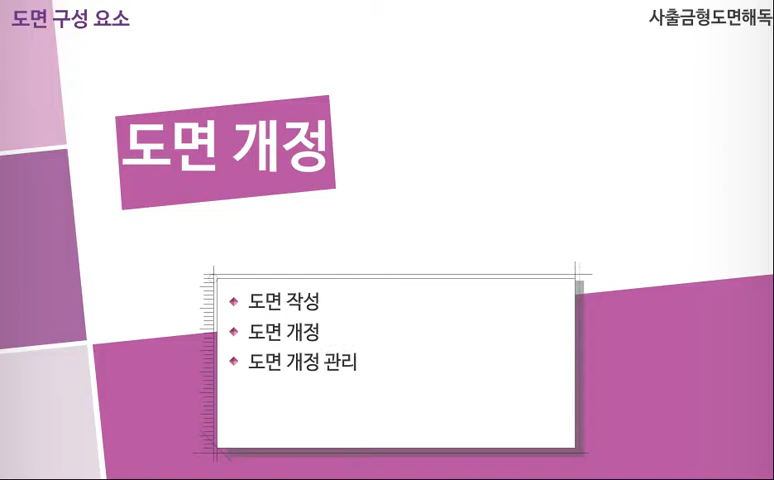 도면 구성 요소
사출금형도면해독
도면 개정
도면 작성
도면 개정
도면 개정 관리